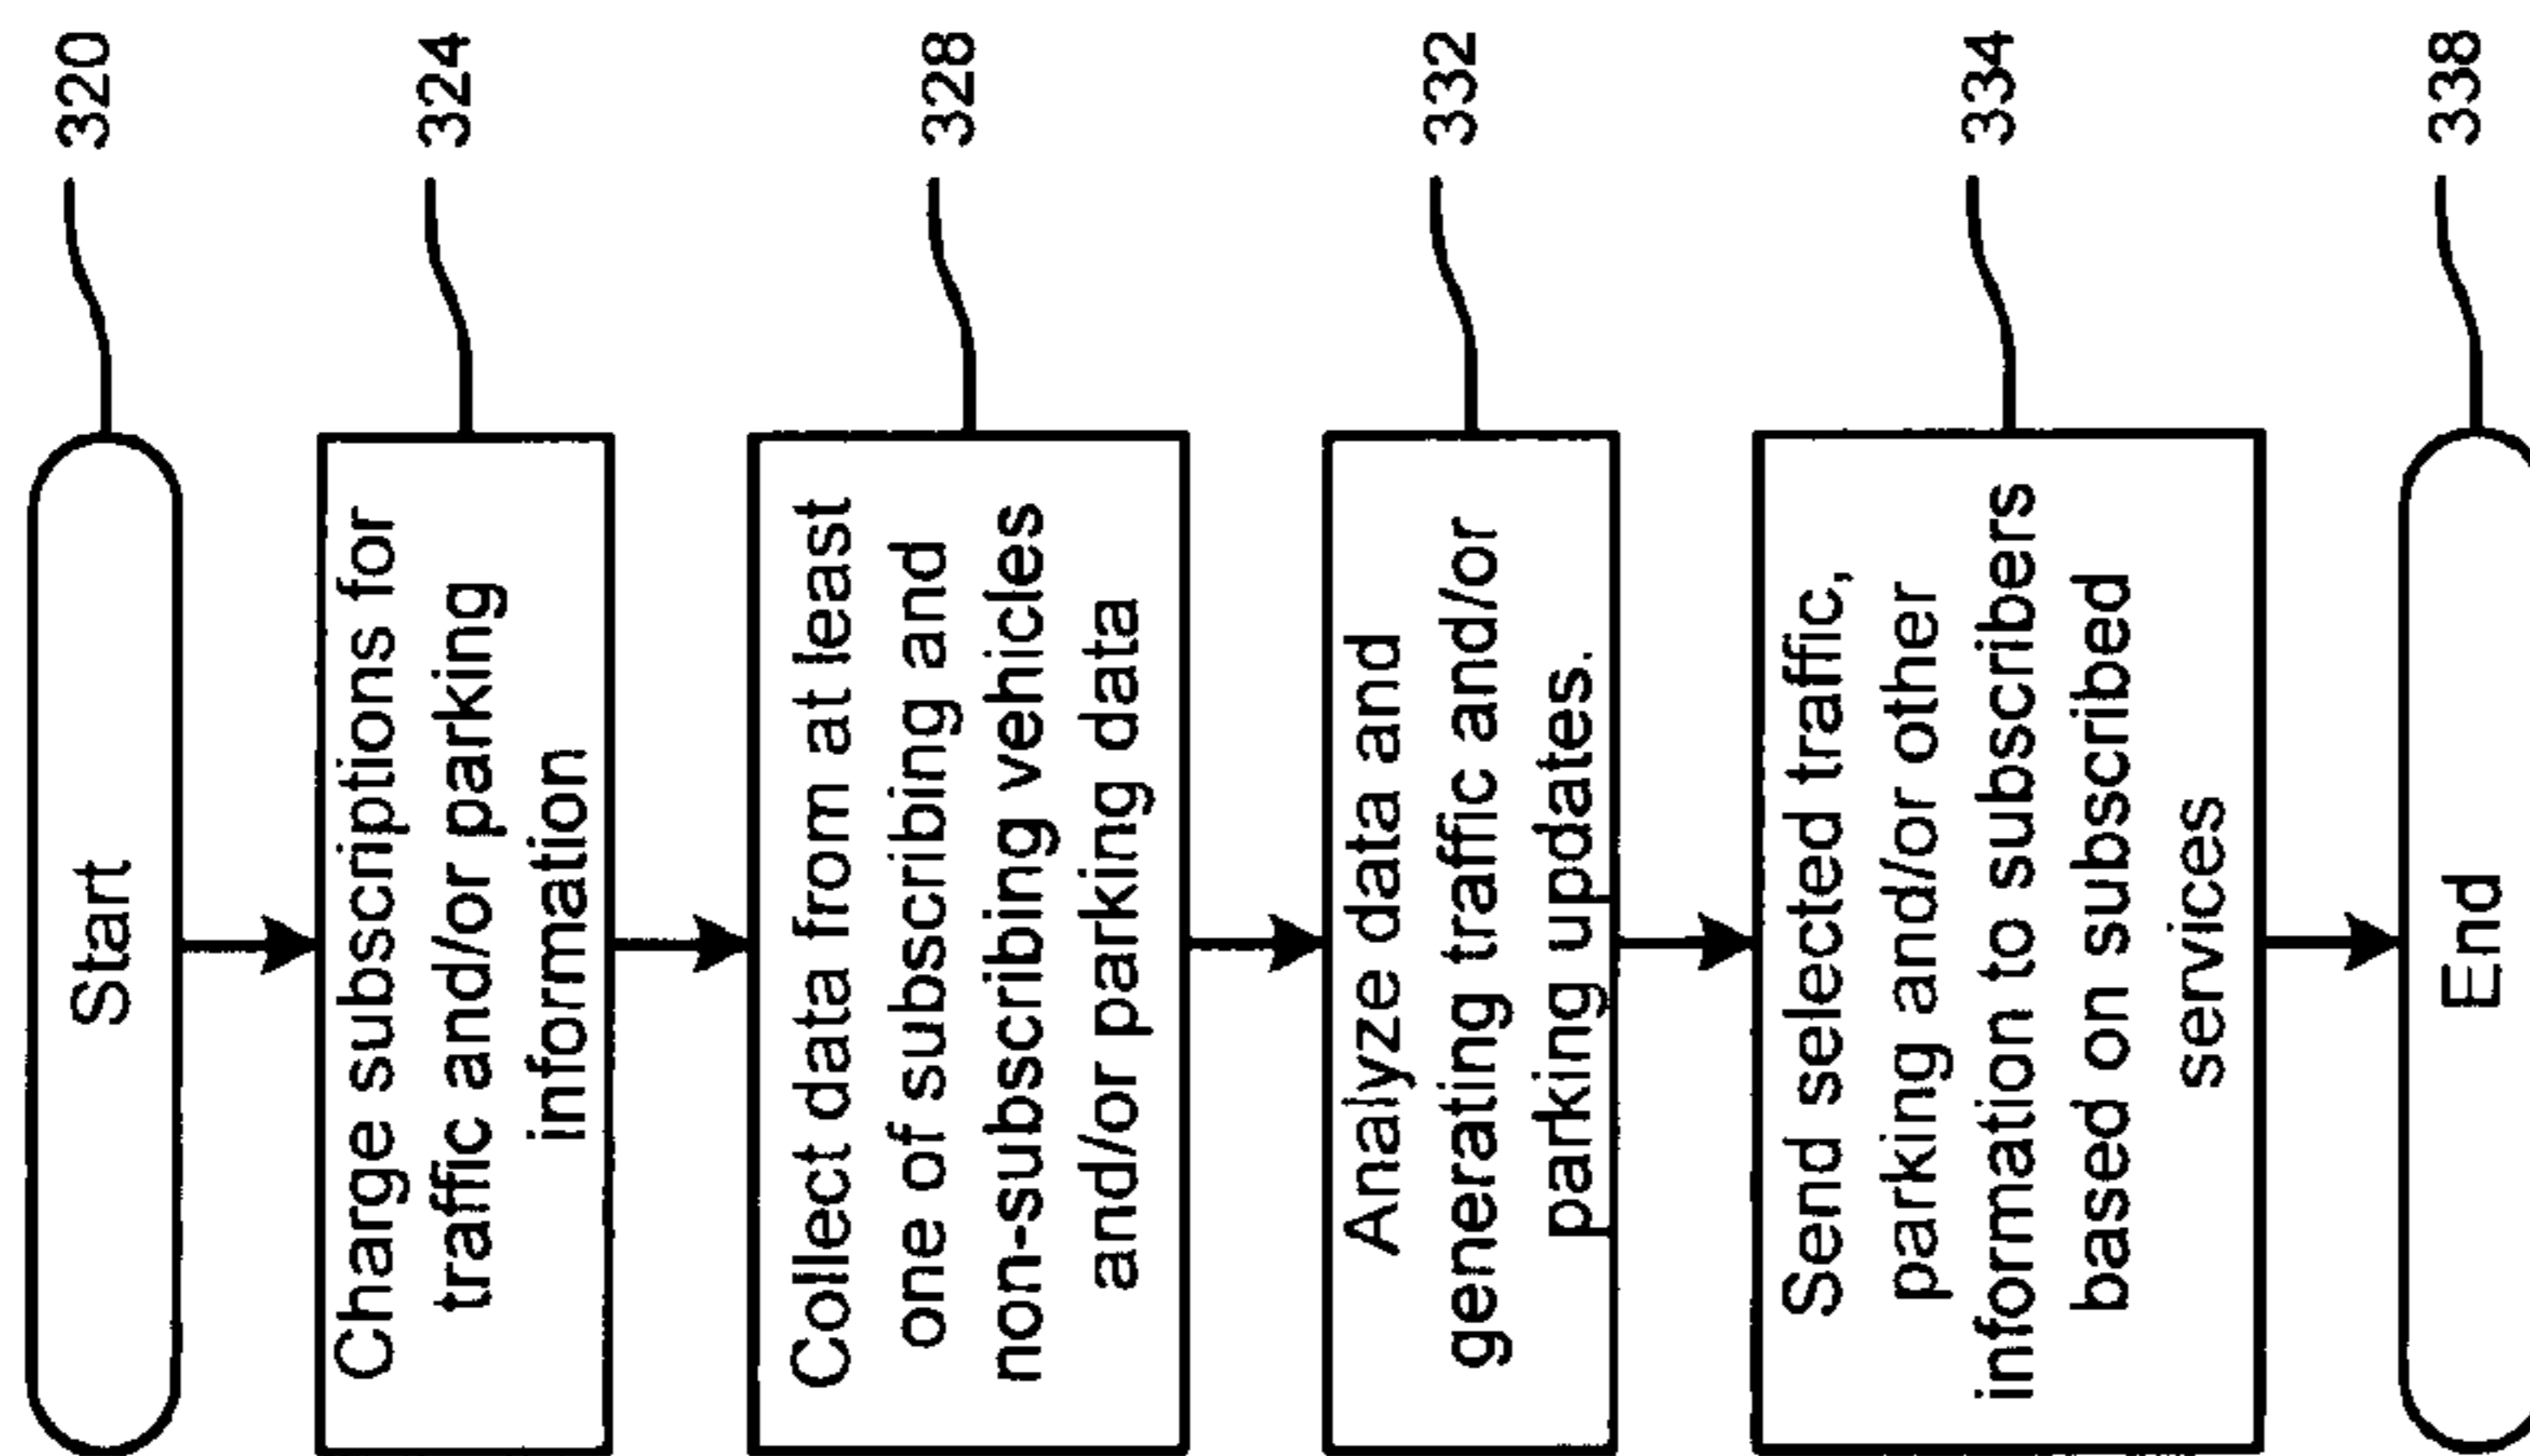 Start
320
Charge subscriptions for
traffic and/or parking
information
324
Collect data from at least
one of subscribing and
non-subscribing vehicles
and/or parking data
328
Analyze data and
generating traffic and/or
parking updates.
332
Send selected traffic,
parking and/or other
information to subscribers
based on subscribed
services
334
End
338